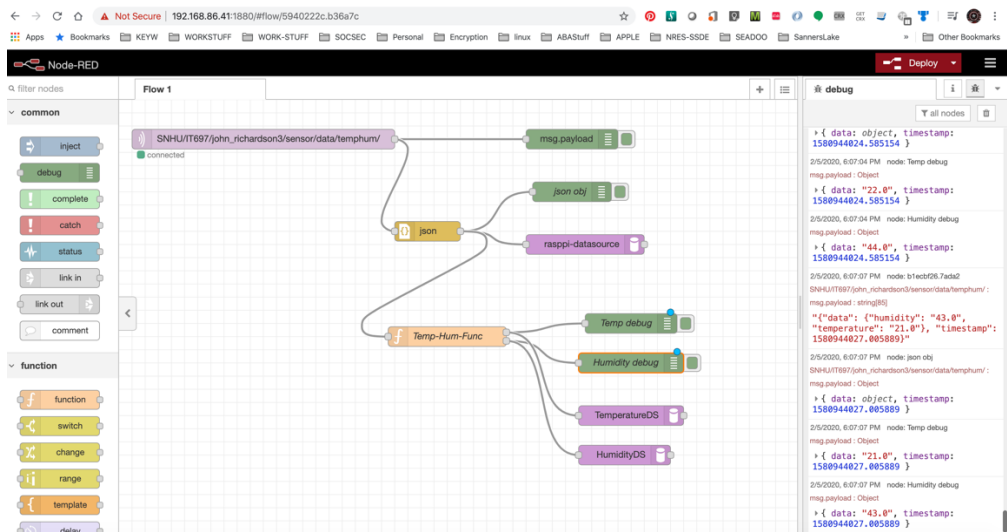 Not Secure | 192.168.86.41:1880/#flow/5940222c.b36a7c
Apps Bookmarks KEYW WORKSTUFF WORK-STUFF SOCSEC Personal Encryption linux ABAStuff APPLE NRES-SSDE SEADOO SannersLake » Other Bookmarks
Node-RED
Deploy
filter nodes
Flow 1
debug
i
all nodes
common
inject
debug
complete
catch
status
link in
link out
comment
function
function
switch
change
range
template
delay
SNHU/IT697/john_richardson3/sensor/data/temphum/
connected
msg.payload
json obj
json
rasppi-datasource
Temp-Hum-Func
Temp debug
Humidity debug
TemperatureDS
HumidityDS
{ data: object, timestamp:
1580944024.585154 }
2/5/2020, 6:07:04 PM node: Temp debug
msg.payload : Object
{ data: "22.0", timestamp:
1580944024.585154 }
2/5/2020, 6:07:04 PM node: Humidity debug
msg.payload : Object
{ data: "44.0", timestamp:
1580944024.585154 }
2/5/2020, 6:07:07 PM node: b1ecbf26.7ada2
SNHU/IT697/john_richardson3/sensor/data/temphum/ :
msg.payload : string[85]
"{"data": {"humidity": "43.0",
"temperature": "21.0"}, "timestamp":
1580944027.005889}"
2/5/2020, 6:07:07 PM node: json obj
SNHU/IT697/john_richardson3/sensor/data/temphum/ :
msg.payload : Object
{ data: object, timestamp:
1580944027.005889 }
2/5/2020, 6:07:07 PM node: Temp debug
msg.payload : Object
{ data: "21.0", timestamp:
1580944027.005889 }
2/5/2020, 6:07:07 PM node: Humidity debug
msg.payload : Object
{ data: "43.0", timestamp:
1580944027.005889 }